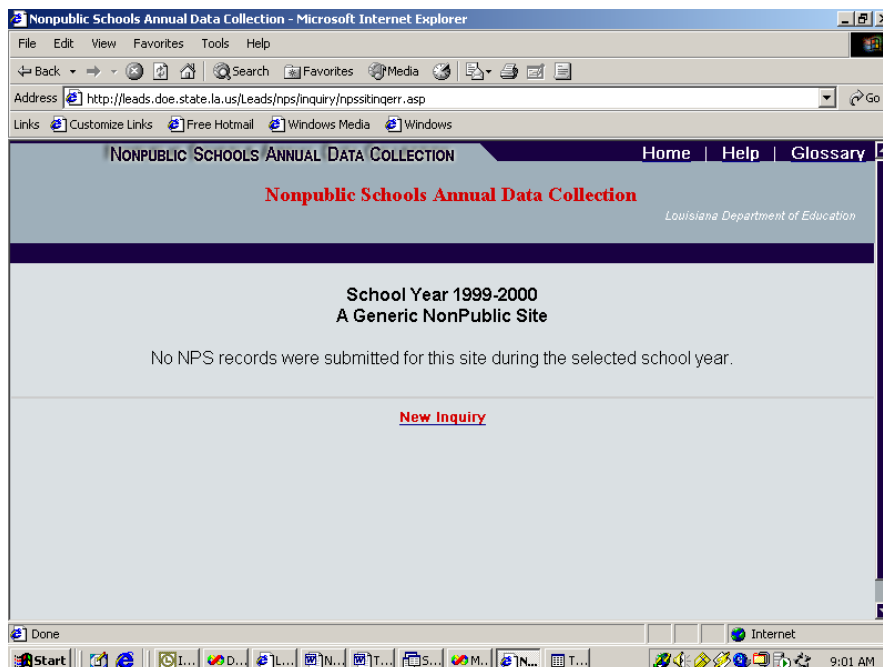 Nonpublic Schools Annual Data Collection - Microsoft Internet Explorer
File Edit View Favorites Tools Help
Back Search Favorites Media
Address http://leads.doe.state.la.us/Leads/nps/inquiry/npssitinqerr.asp Go
Links Customize Links Free Hotmail Windows Media Windows
NONPUBLIC SCHOOLS ANNUAL DATA COLLECTION Home | Help | Glossary
Nonpublic Schools Annual Data Collection
Louisiana Department of Education
School Year 1999-2000
A Generic NonPublic Site
No NPS records were submitted for this site during the selected school year.
New Inquiry
Done Internet
Start I... D... L... N... T... S... M... N... T... 9:01 AM